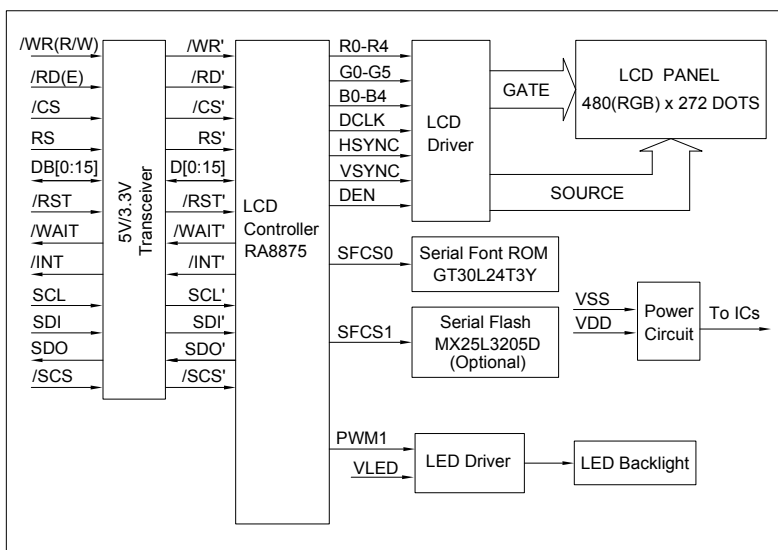 /WR(R/W)
/RD(E)
/CS
RS
DB[0:15]
/RST
/WAIT
/INT
SCL
SDI
SDO
/SCS
5V/3.3V
Transceiver
/WR'
/RD'
/CS'
RS'
D[0:15]
/RST'
/WAIT'
/INT'
SCL'
SDI'
SDO'
/SCS'
LCD
Controller
RA8875
R0-R4
G0-G5
B0-B4
DCLK
HSYNC
VSYNC
DEN
SFCS0
SFCS1
PWM1
VLED
LCD
Driver
GATE
SOURCE
LCD PANEL
480(RGB) x 272 DOTS
Serial Font ROM
GT30L24T3Y
Serial Flash
MX25L3205D
(Optional)
VSS
VDD
Power
Circuit
To ICs
LED Driver
LED Backlight